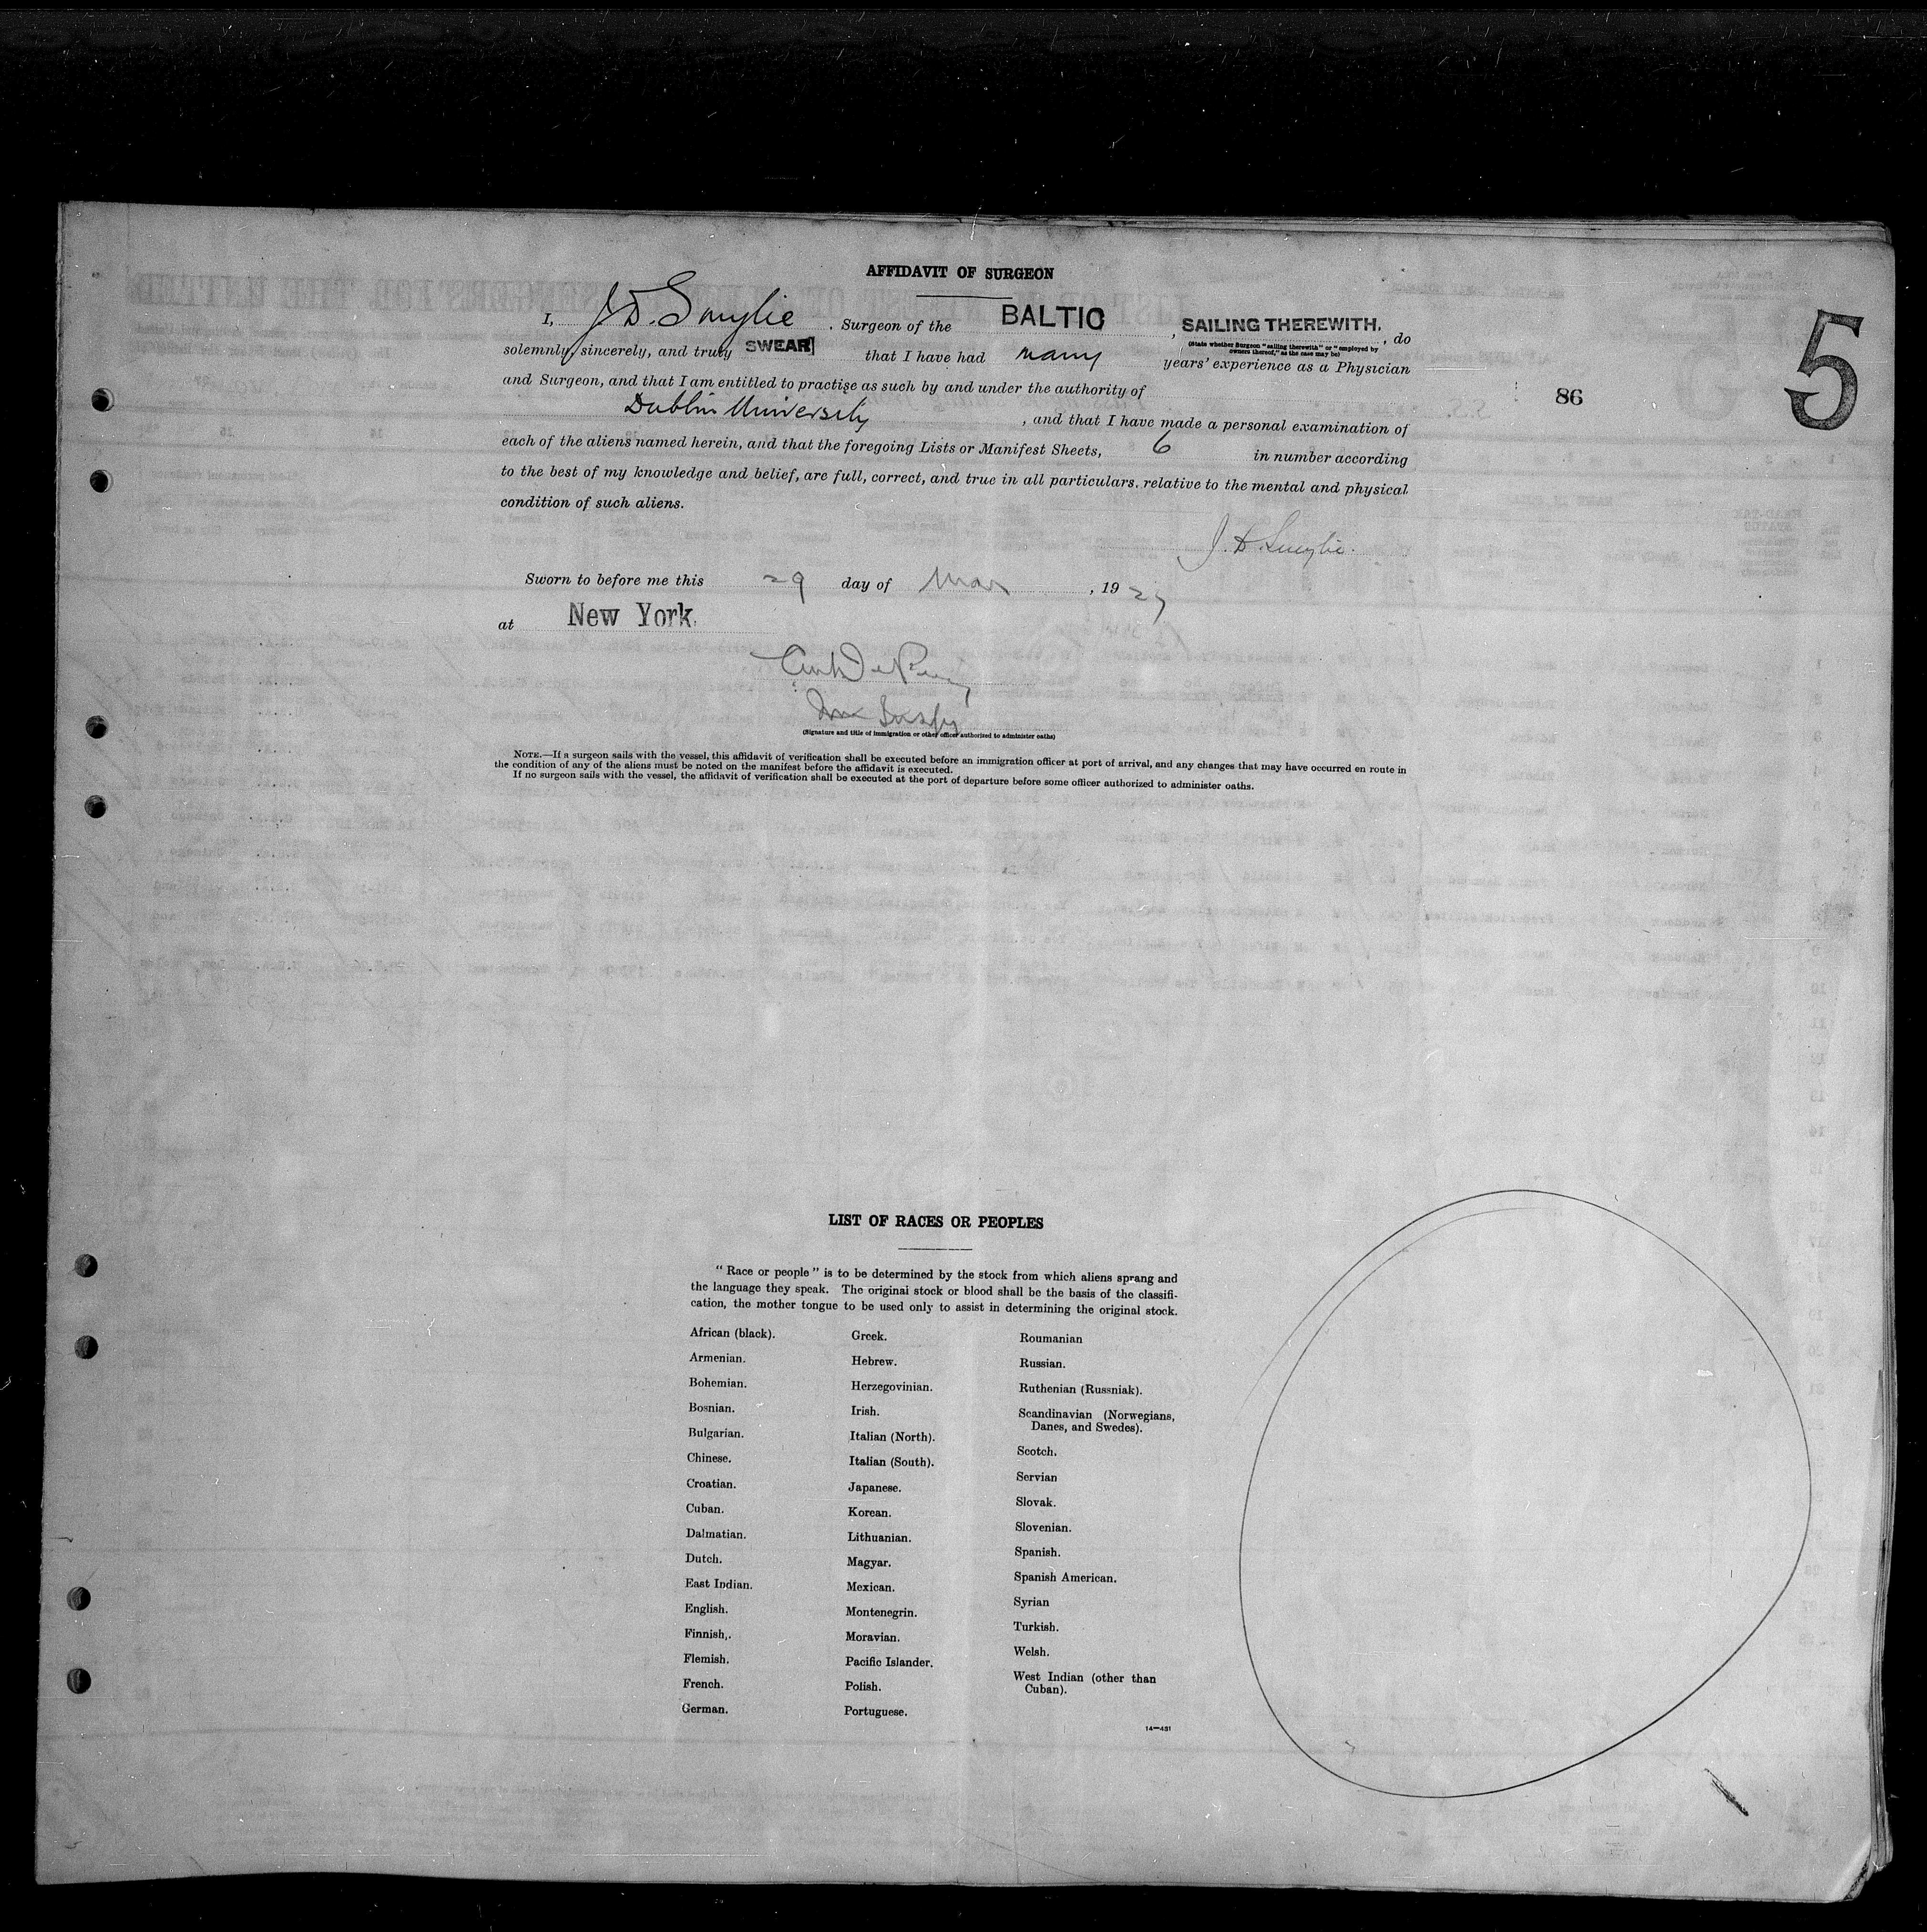 AFFIDAVIT OF SURGEON
I, J. D. Smylie, Surgeon of the BALTIC, SAILING THEREWITH, do
(State whether Surgeon "sailing therewith" or "employed by
owners thereof," as the case may be)
solemnly, sincerely, and truly SWEAR that I have had many years' experience as a Physician
and Surgeon, and that I am entitled to practise as such by and under the authority of
Dublin University, and that I have made a personal examination of
each of the aliens named herein, and that the foregoing Lists or Manifest Sheets, 6 in number according
to the best of my knowledge and belief, are full, correct, and true in all particulars, relative to the mental and physical
condition of such aliens.
86
5
J. D. Smylie.
Sworn to before me this 29 day of Mar, 1927
at New York.
Imm Insp
(Signature and title of immigration or other officer authorized to administer oaths)
NOTE.—If a surgeon sails with the vessel, this affidavit of verification shall be executed before an immigration officer at port of arrival, and any changes that may have occurred en route in
the condition of any of the aliens must be noted on the manifest before the affidavit is executed.
If no surgeon sails with the vessel, the affidavit of verification shall be executed at the port of departure before some officer authorized to administer oaths.
LIST OF RACES OR PEOPLES
"Race or people" is to be determined by the stock from which aliens sprang and
the language they speak. The original stock or blood shall be the basis of the classifi-
cation, the mother tongue to be used only to assist in determining the original stock.
African (black).
Armenian.
Bohemian.
Bosnian.
Bulgarian.
Chinese.
Croatian.
Cuban.
Dalmatian.
Dutch.
East Indian.
English.
Finnish.
Flemish.
French.
German.
Greek.
Hebrew.
Herzegovinian.
Irish.
Italian (North).
Italian (South).
Japanese.
Korean.
Lithuanian.
Magyar.
Mexican.
Montenegrin.
Moravian.
Pacific Islander.
Polish.
Portuguese.
Roumanian
Russian.
Ruthenian (Russniak).
Scandinavian (Norwegians,
Danes, and Swedes).
Scotch.
Servian
Slovak.
Slovenian.
Spanish.
Spanish American.
Syrian
Turkish.
Welsh.
West Indian (other than
Cuban).
14—431